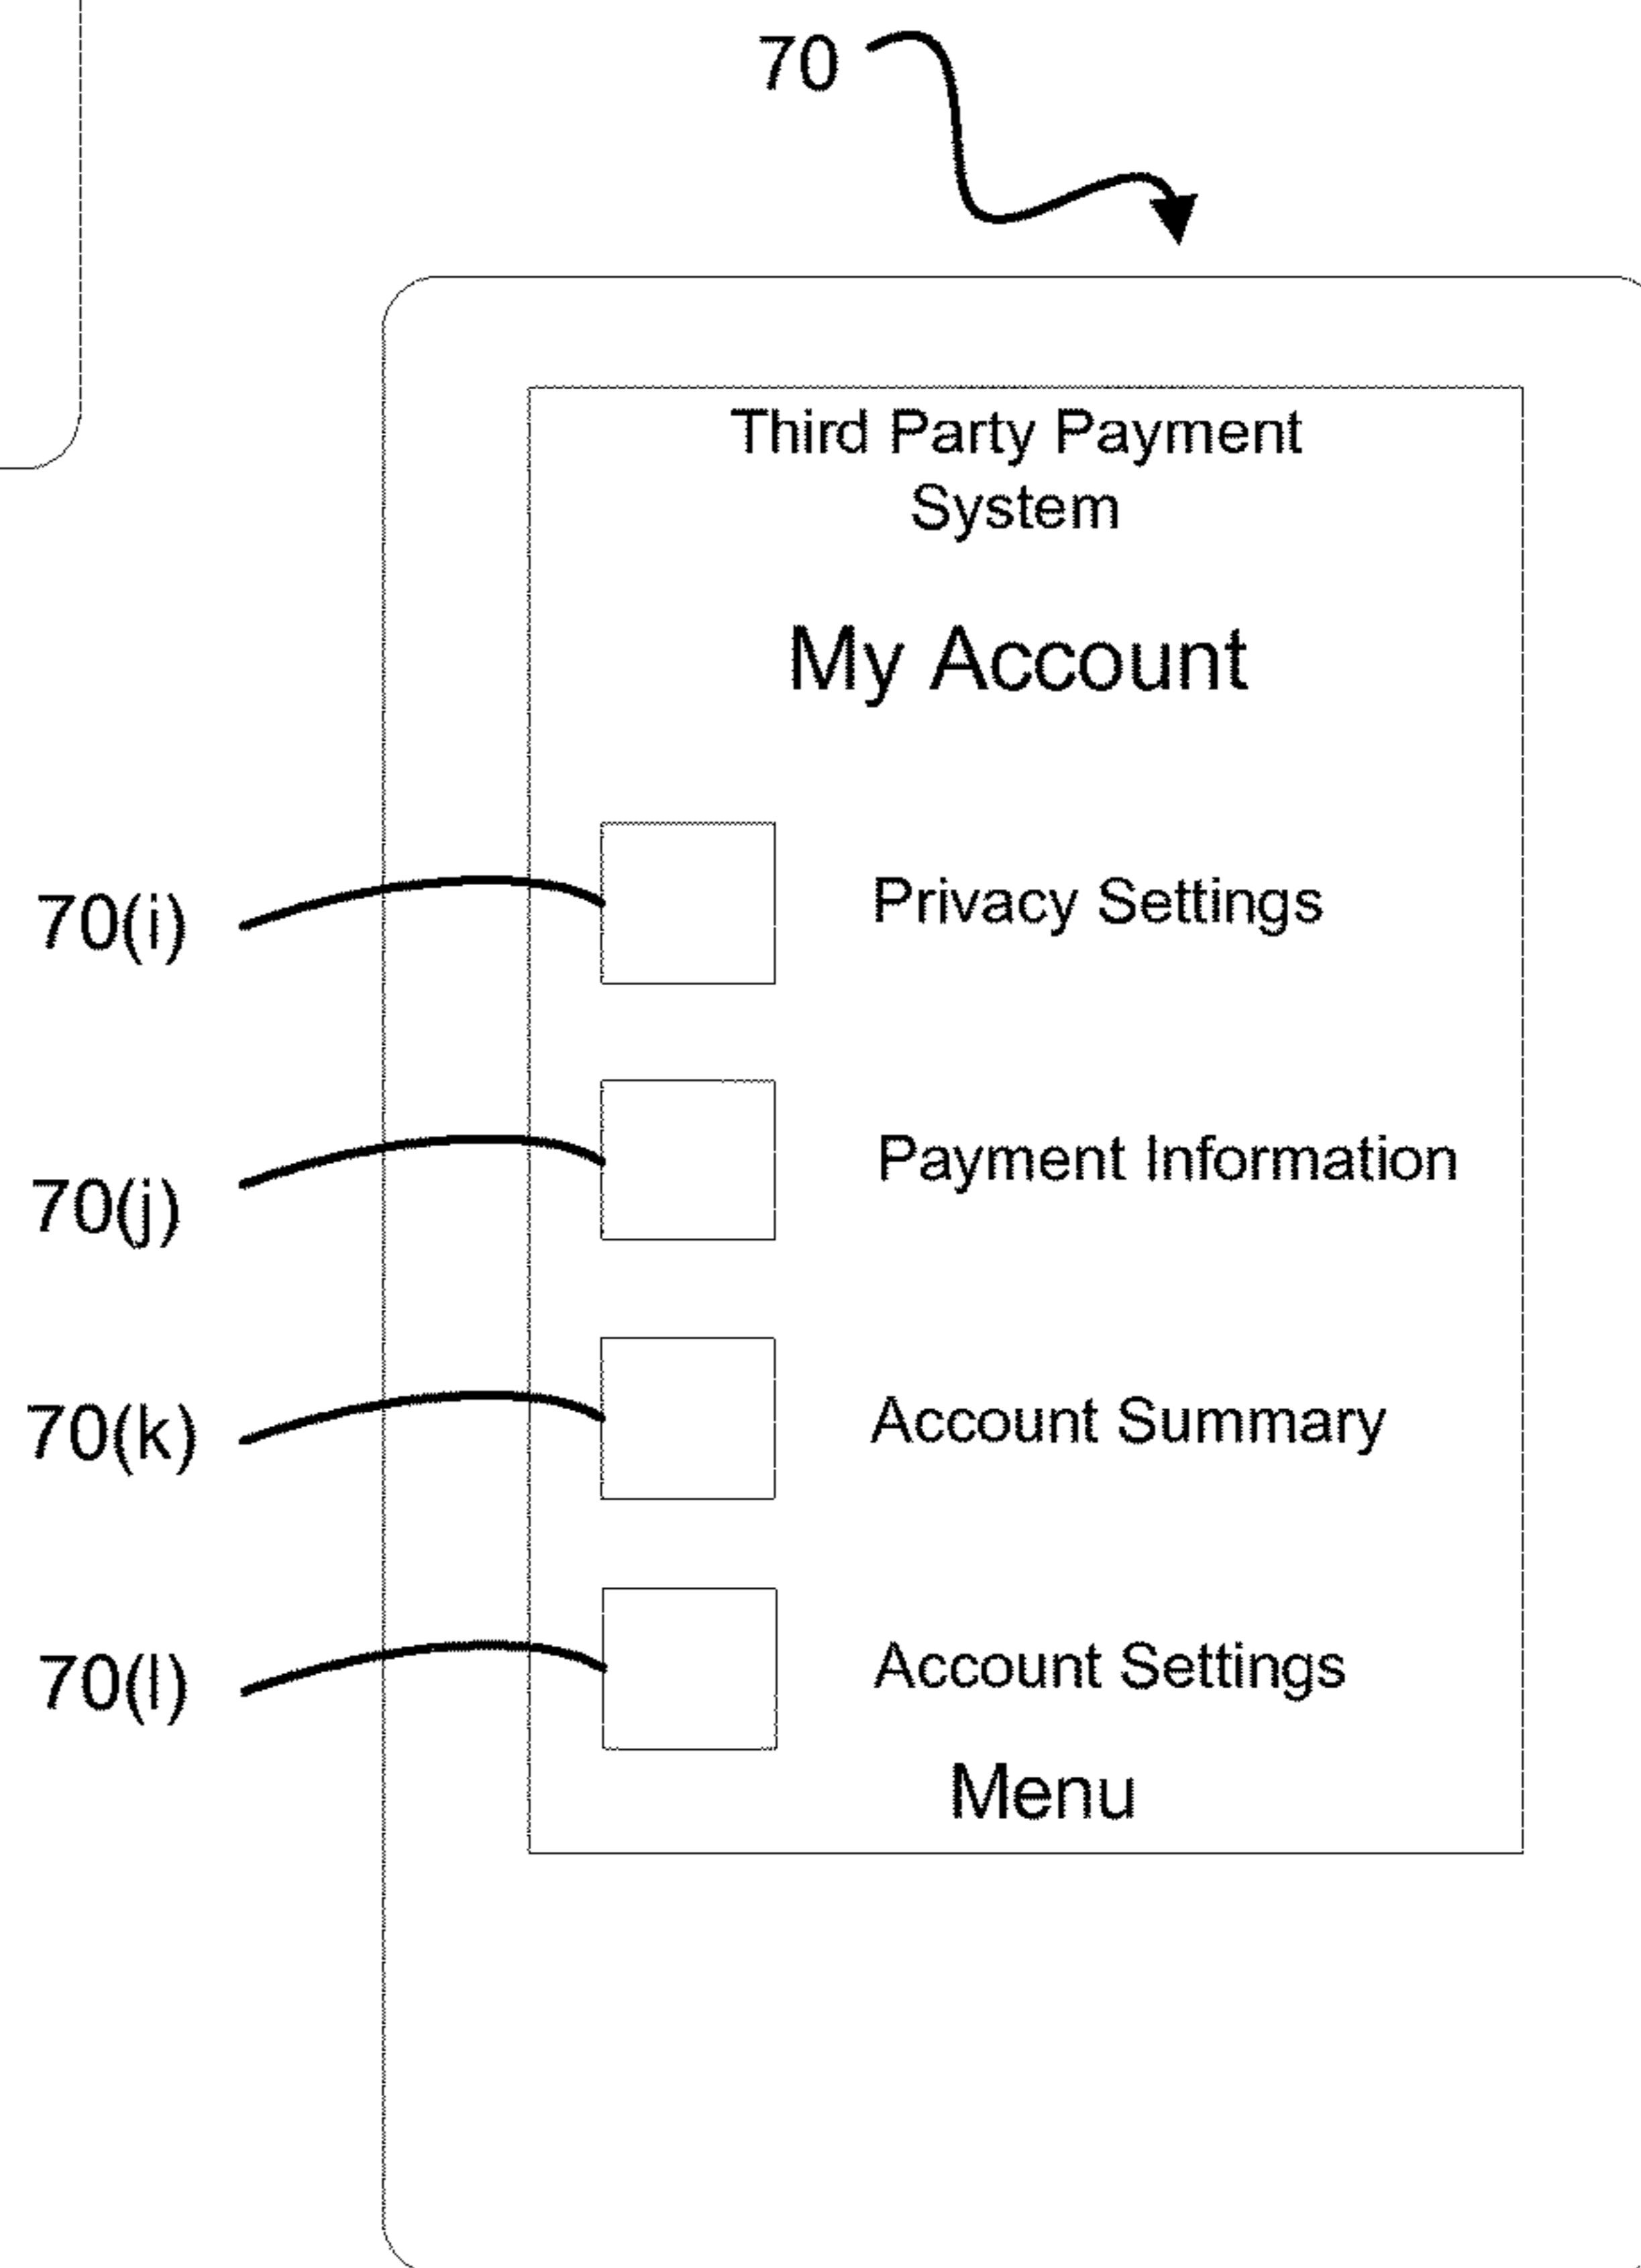 70
Third Party Payment
System
My Account
70(i)
Privacy Settings
70(j)
Payment Information
70(k)
Account Summary
70(l)
Account Settings
Menu